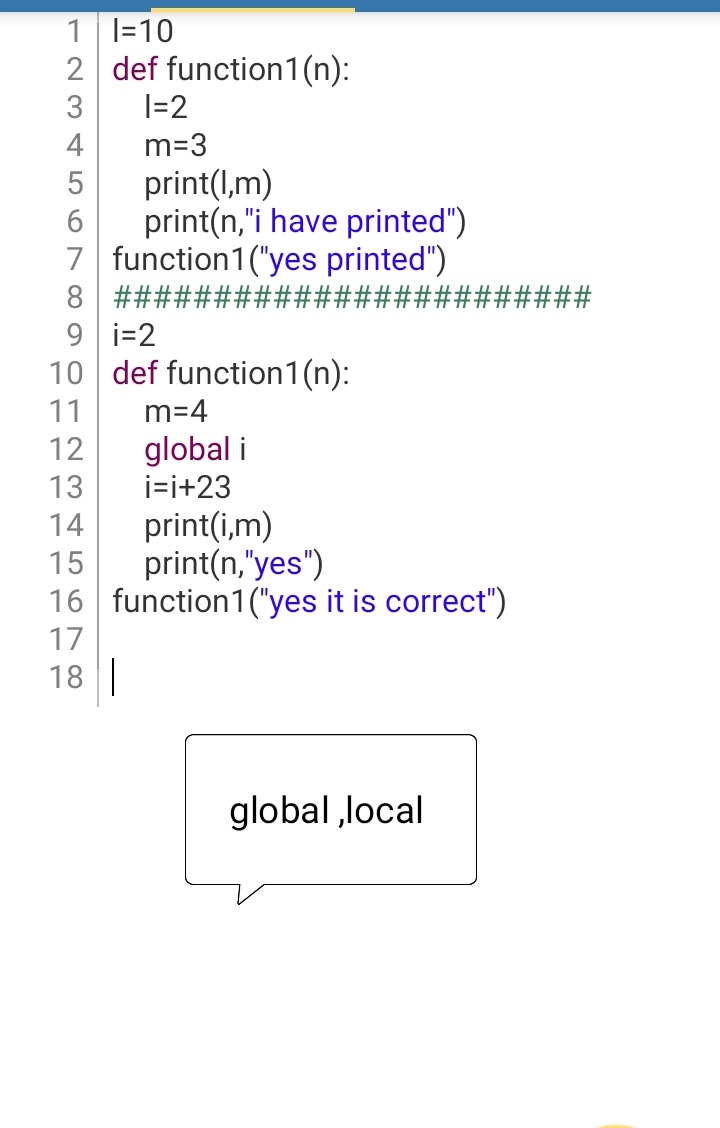 1 l=10
2 def function1(n):
3 l=2
4 m=3
5 print(l,m)
6 print(n,"i have printed")
7 function1("yes printed")
8 ########################
9 i=2
10 def function1(n):
11 m=4
12 global i
13 i=i+23
14 print(i,m)
15 print(n,"yes")
16 function1("yes it is correct")
17
18
global ,local